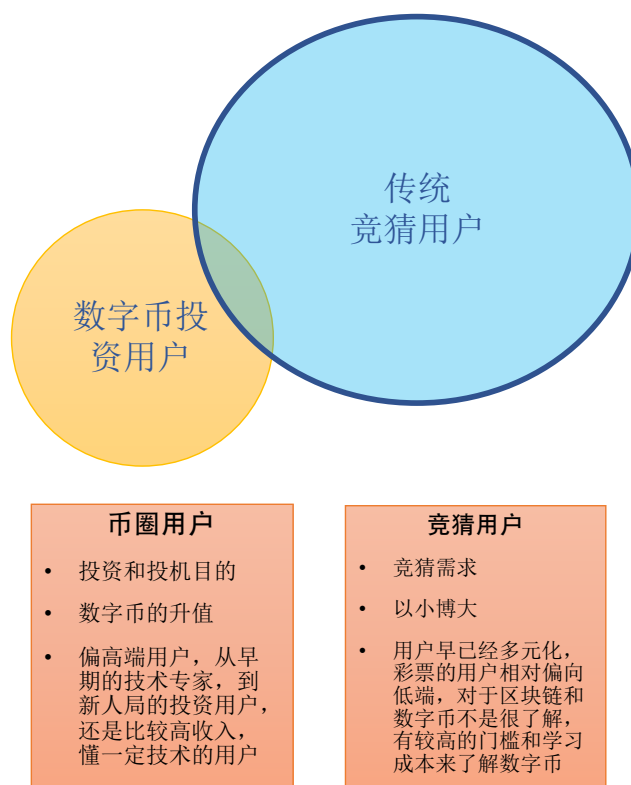 传统
竞猜用户
数字币投
资用户
币圈用户
• 投资和投机目的
• 数字币的升值
• 偏高端用户，从早
期的技术专家，到
新人局的投资用户，
还是比较高收入，
懂一定技术的用户
竞猜用户
• 竞猜需求
• 以小博大
• 用户早已经多元化，
彩票的用户相对偏向
低端，对于区块链和
数字币不是很了解，
有较高的门槛和学习
成本来了解数字币